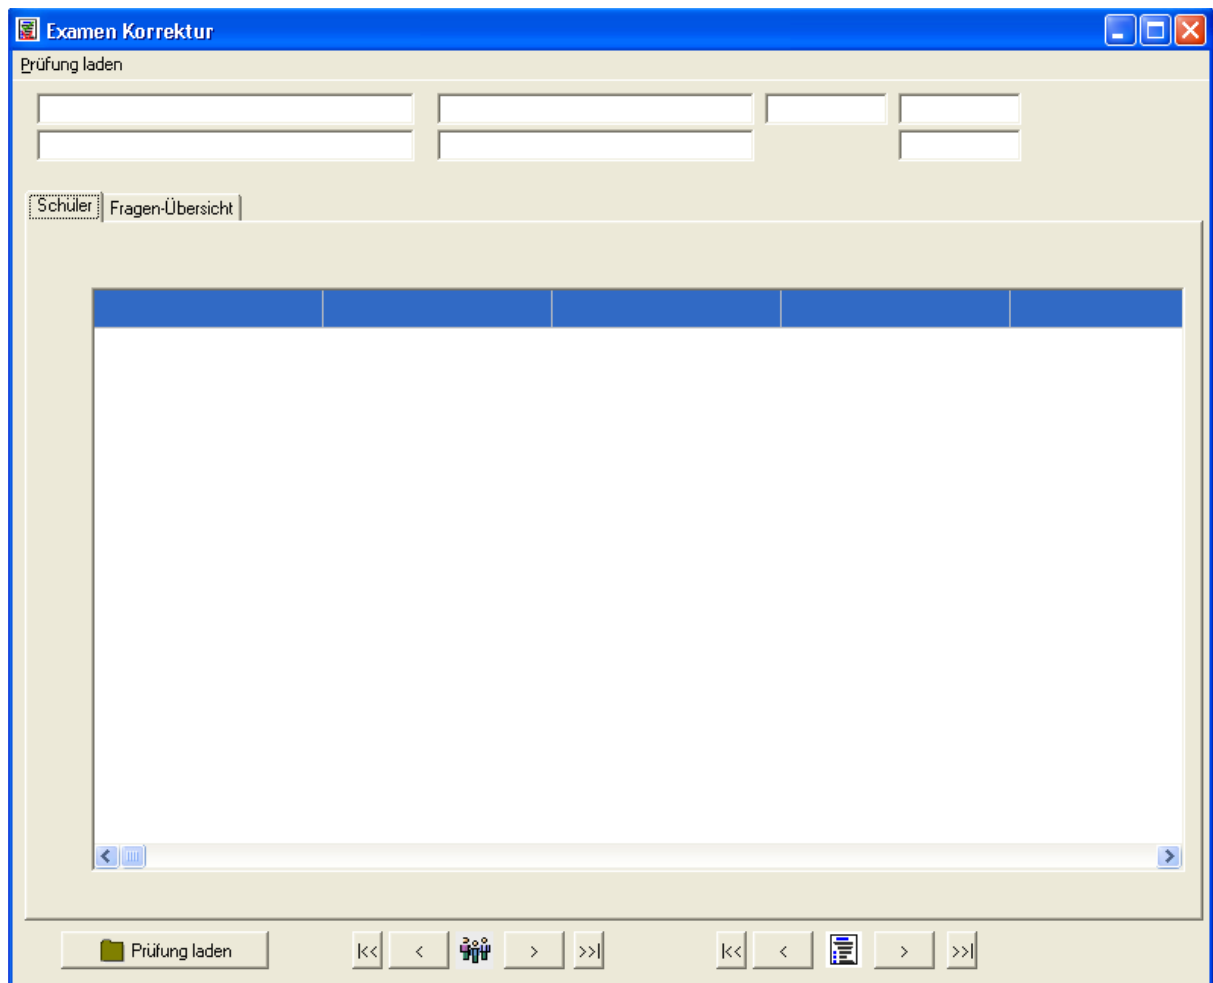 Examen Korrektur
Prüfung laden
Schüler Fragen-Übersicht
Prüfung laden |<< < > >>| |<< < > >>|